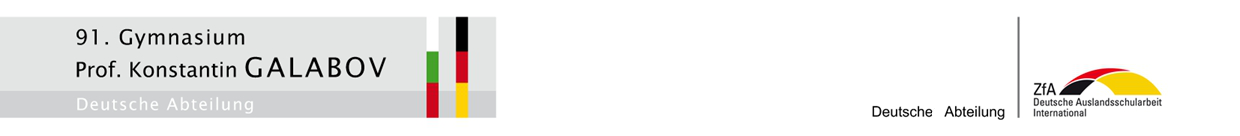 91. Gymnasium
Prof. Konstantin GALABOV
Deutsche Abteilung
Deutsche Abteilung
ZfA
Deutsche Auslandsschularbeit
International